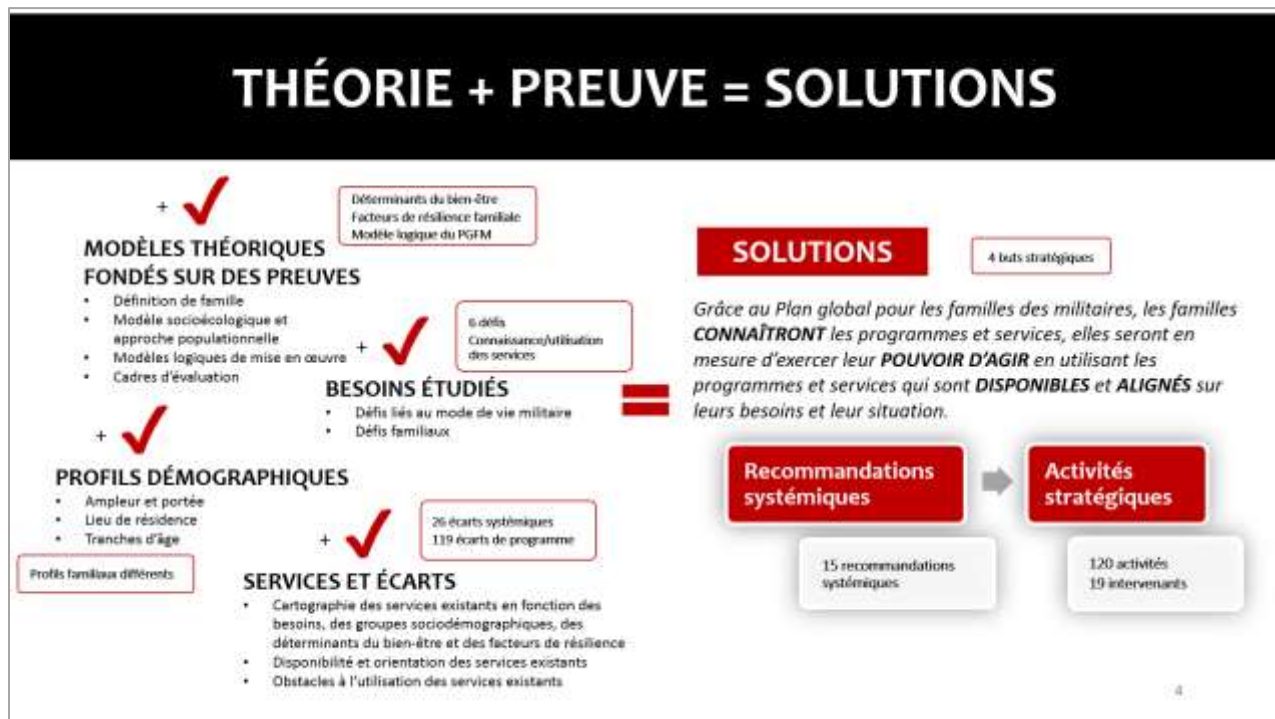 THÉORIE + PREUVE = SOLUTIONS
+
Déterminants du bien-être
Facteurs de résilience familiale
Modèle logique du PGFM
MODÈLES THÉORIQUES
FONDÉS SUR DES PREUVES
• Définition de famille
• Modèle socioécologique et
approche populationnelle
• Modèles logiques de mise en œuvre
• Cadres d'évaluation
+
6 défis
Connaissance/utilisation
des services
BESOINS ÉTUDIÉS
• Défis liés au mode de vie militaire
• Défis familiaux
+
PROFILS DÉMOGRAPHIQUES
• Ampleur et portée
• Lieu de résidence
• Tranches d'âge
Profils familiaux différents
+
26 écarts systémiques
119 écarts de programme
SERVICES ET ÉCARTS
• Cartographie des services existants en fonction des
besoins, des groupes sociodémographiques, des
déterminants du bien-être et des facteurs de résilience
• Disponibilité et orientation des services existants
• Obstacles à l'utilisation des services existants
=
SOLUTIONS
4 buts stratégiques
Grâce au Plan global pour les familles des militaires, les familles
CONNAÎTRONT les programmes et services, elles seront en
mesure d'exercer leur POUVOIR D'AGIR en utilisant les
programmes et services qui sont DISPONIBLES et ALIGNÉS sur
leurs besoins et leur situation.
Recommandations
systémiques
15 recommandations
systémiques
Activités
stratégiques
120 activités
19 intervenants
4